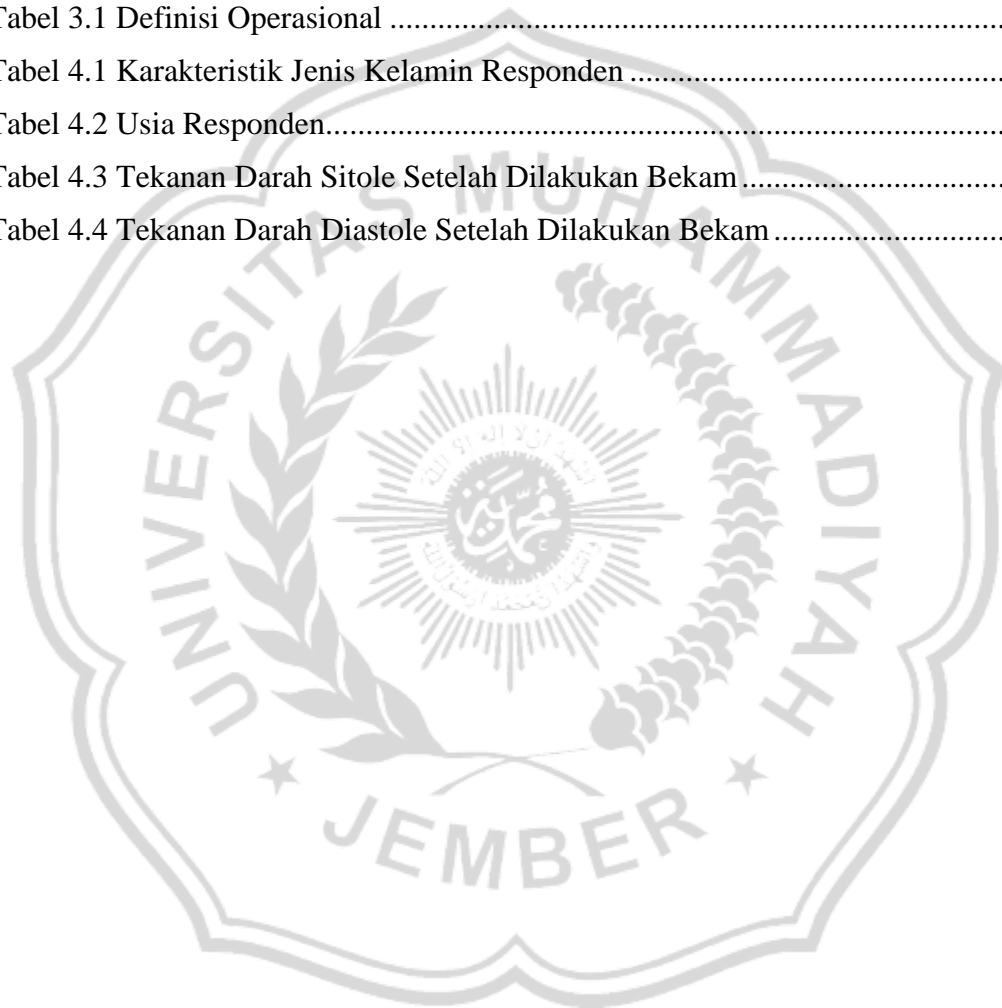 Tabel 3.1 Definisi Operasional ...........................................................................................
Tabel 4.1 Karakteristik Jenis Kelamin Responden .......................................................
Tabel 4.2 Usia Responden.....................................................................................................
Tabel 4.3 Tekanan Darah Sitole Setelah Dilakukan Bekam .......................................
Tabel 4.4 Tekanan Darah Diastole Setelah Dilakukan Bekam ..................................
UNIVERSITAS MUHAMMADIYAH
JEMBER